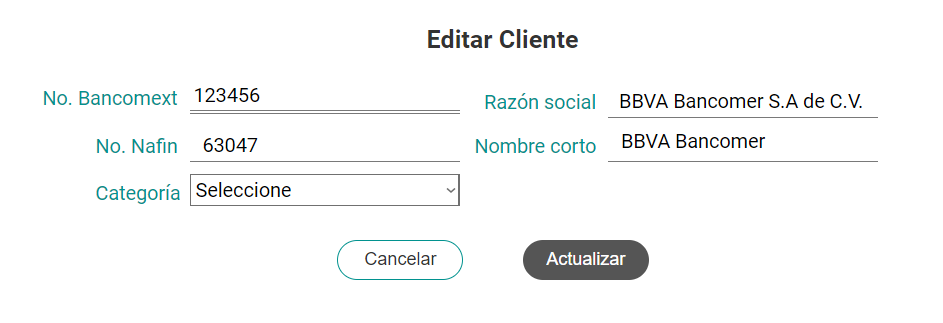 Editar Cliente
No. Bancomext 123456 Razón social BBVA Bancomer S.A de C.V.
No. Nafin 63047 Nombre corto BBVA Bancomer
Categoría Seleccione
Cancelar Actualizar